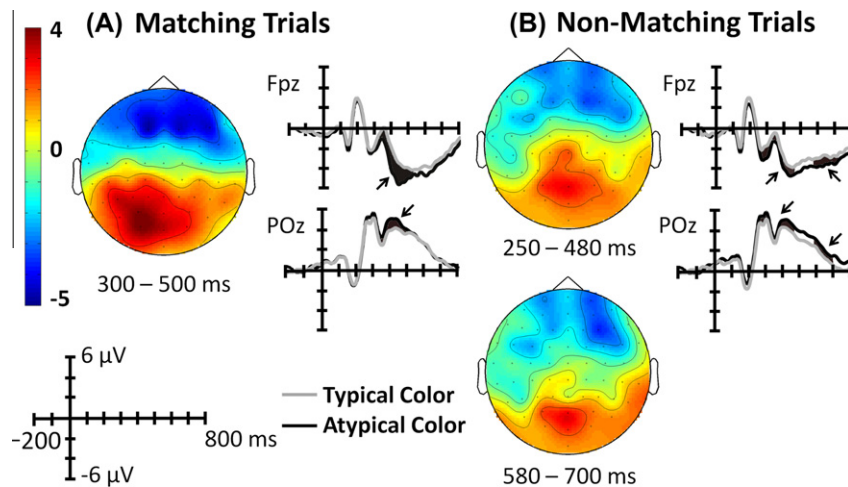 (A) Matching Trials
(B) Non-Matching Trials
4
0
-5
Fpz
POz
300 – 500 ms
Fpz
POz
250 – 480 ms
580 – 700 ms
6 µV
-6 µV
–200
800 ms
Typical Color
Atypical Color